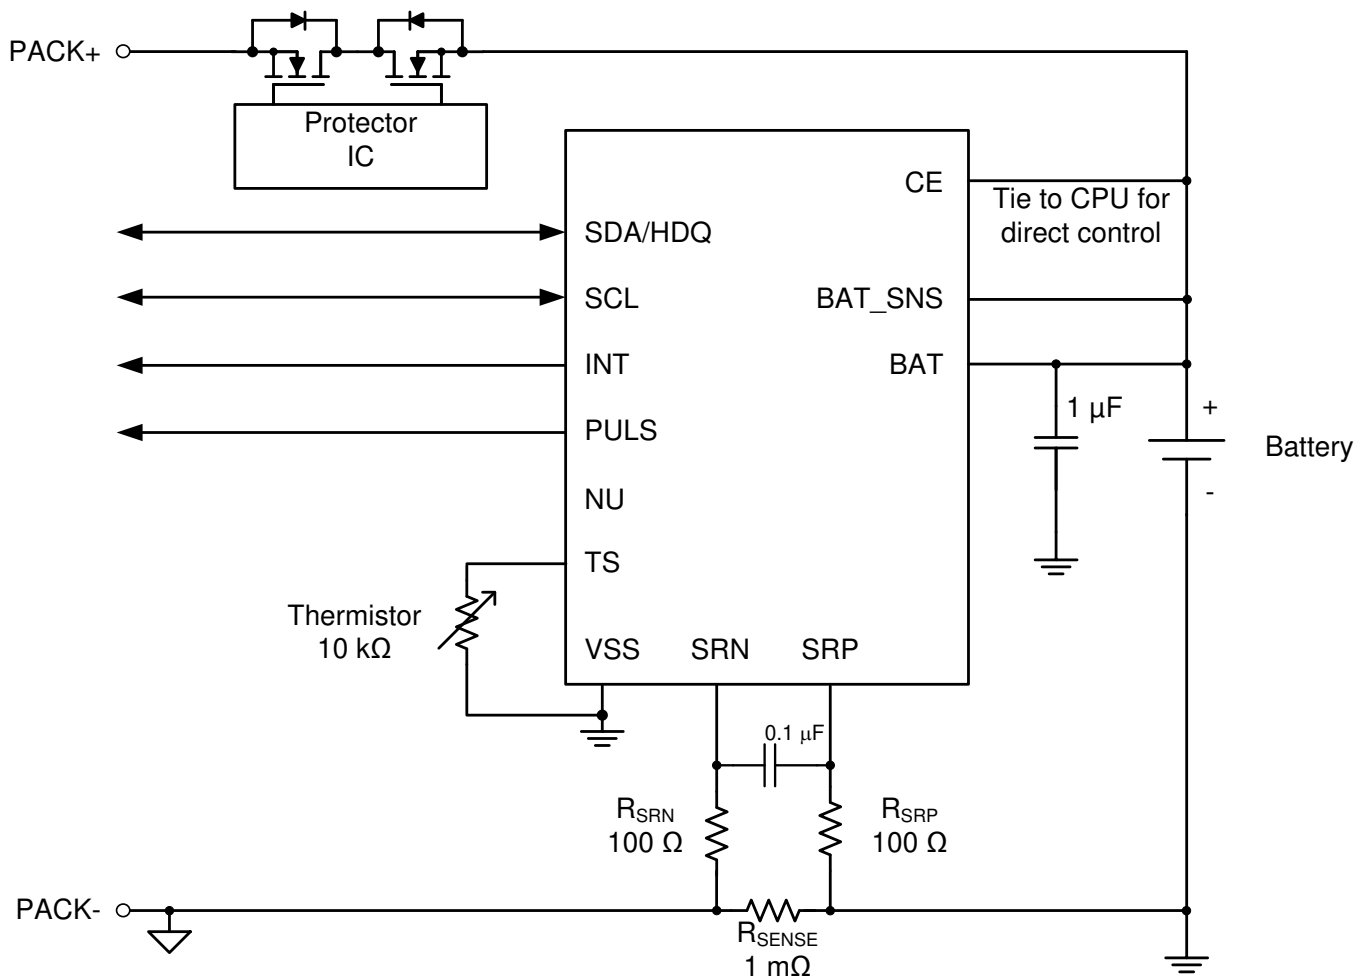 PACK+
Protector
IC
CE
Tie to CPU for
direct control
SDA/HDQ
SCL
BAT_SNS
INT
BAT
1 µF
+
PULS
Battery
-
NU
TS
Thermistor
10 kΩ
VSS
SRN
SRP
0.1 µF
RSRN
100 Ω
RSRP
100 Ω
PACK-
RSENSE
1 mΩ